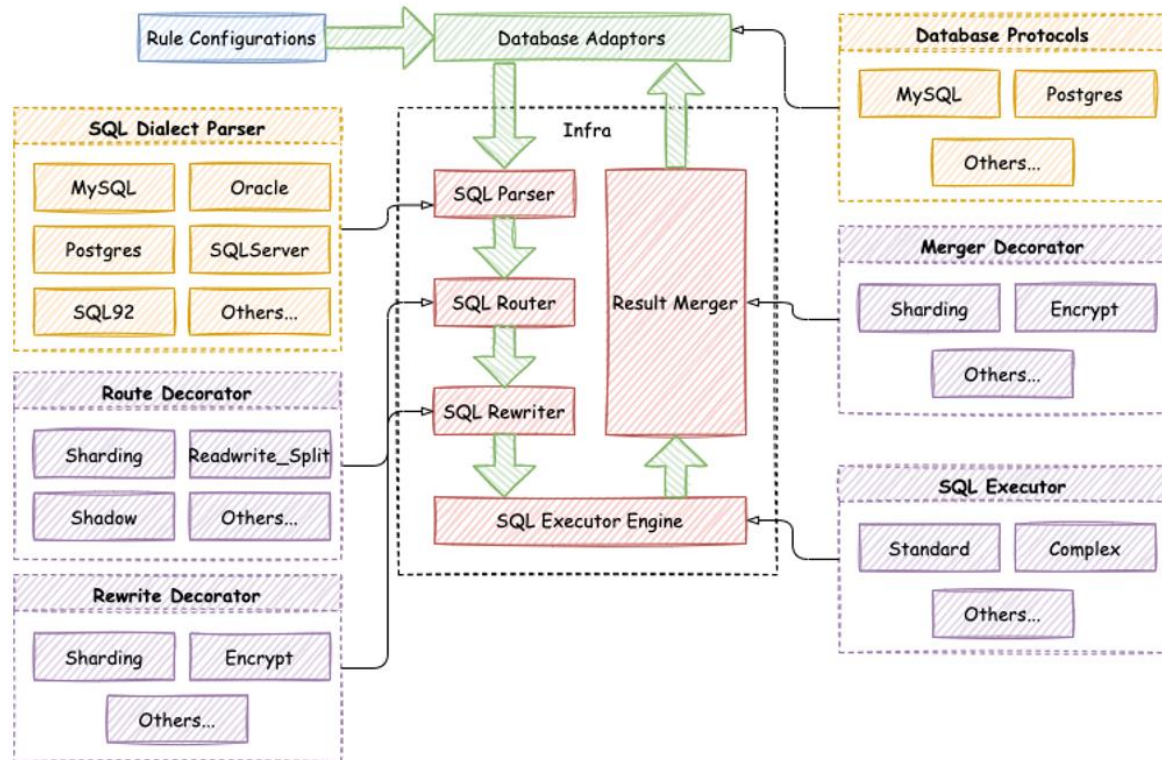 Rule Configurations
Database Adaptors
Database Protocols
MySQL
Postgres
Others...
SQL Dialect Parser
MySQL
Oracle
Postgres
SQLServer
SQL92
Others...
Infra
SQL Parser
SQL Router
SQL Rewriter
Result Merger
SQL Executor Engine
Merger Decorator
Sharding
Encrypt
Others...
Route Decorator
Sharding
Readwrite_Split
Shadow
Others...
SQL Executor
Standard
Complex
Others...
Rewrite Decorator
Sharding
Encrypt
Others...